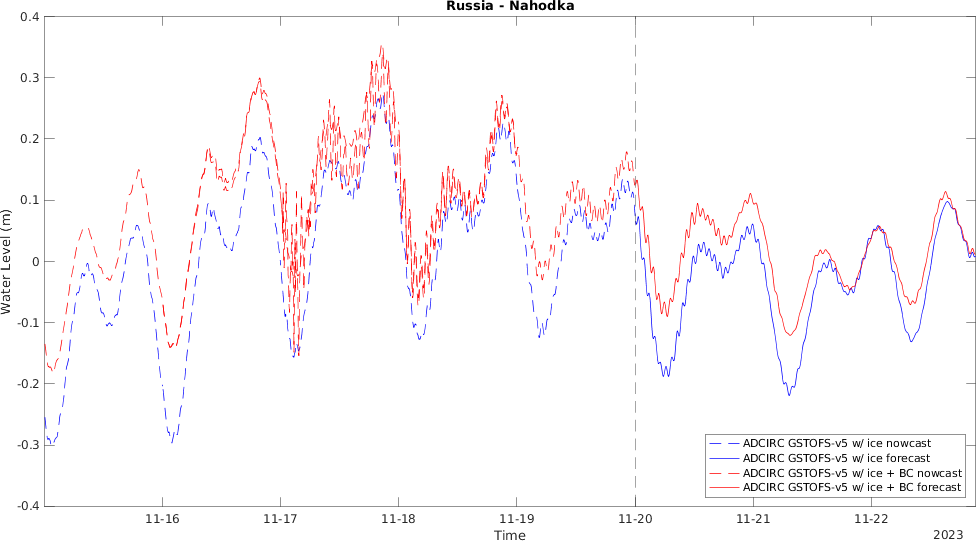 Russia - Nahodka
0.4
0.3
0.2
0.1
0
-0.1
-0.2
-0.3
-0.4
Water Level (m)
ADCIRC GSTOFS-v5 w/ ice nowcast
ADCIRC GSTOFS-v5 w/ ice forecast
ADCIRC GSTOFS-v5 w/ ice + BC nowcast
ADCIRC GSTOFS-v5 w/ ice + BC forecast
11-16 11-17 11-18 11-19 11-20 11-21 11-22
Time
2023